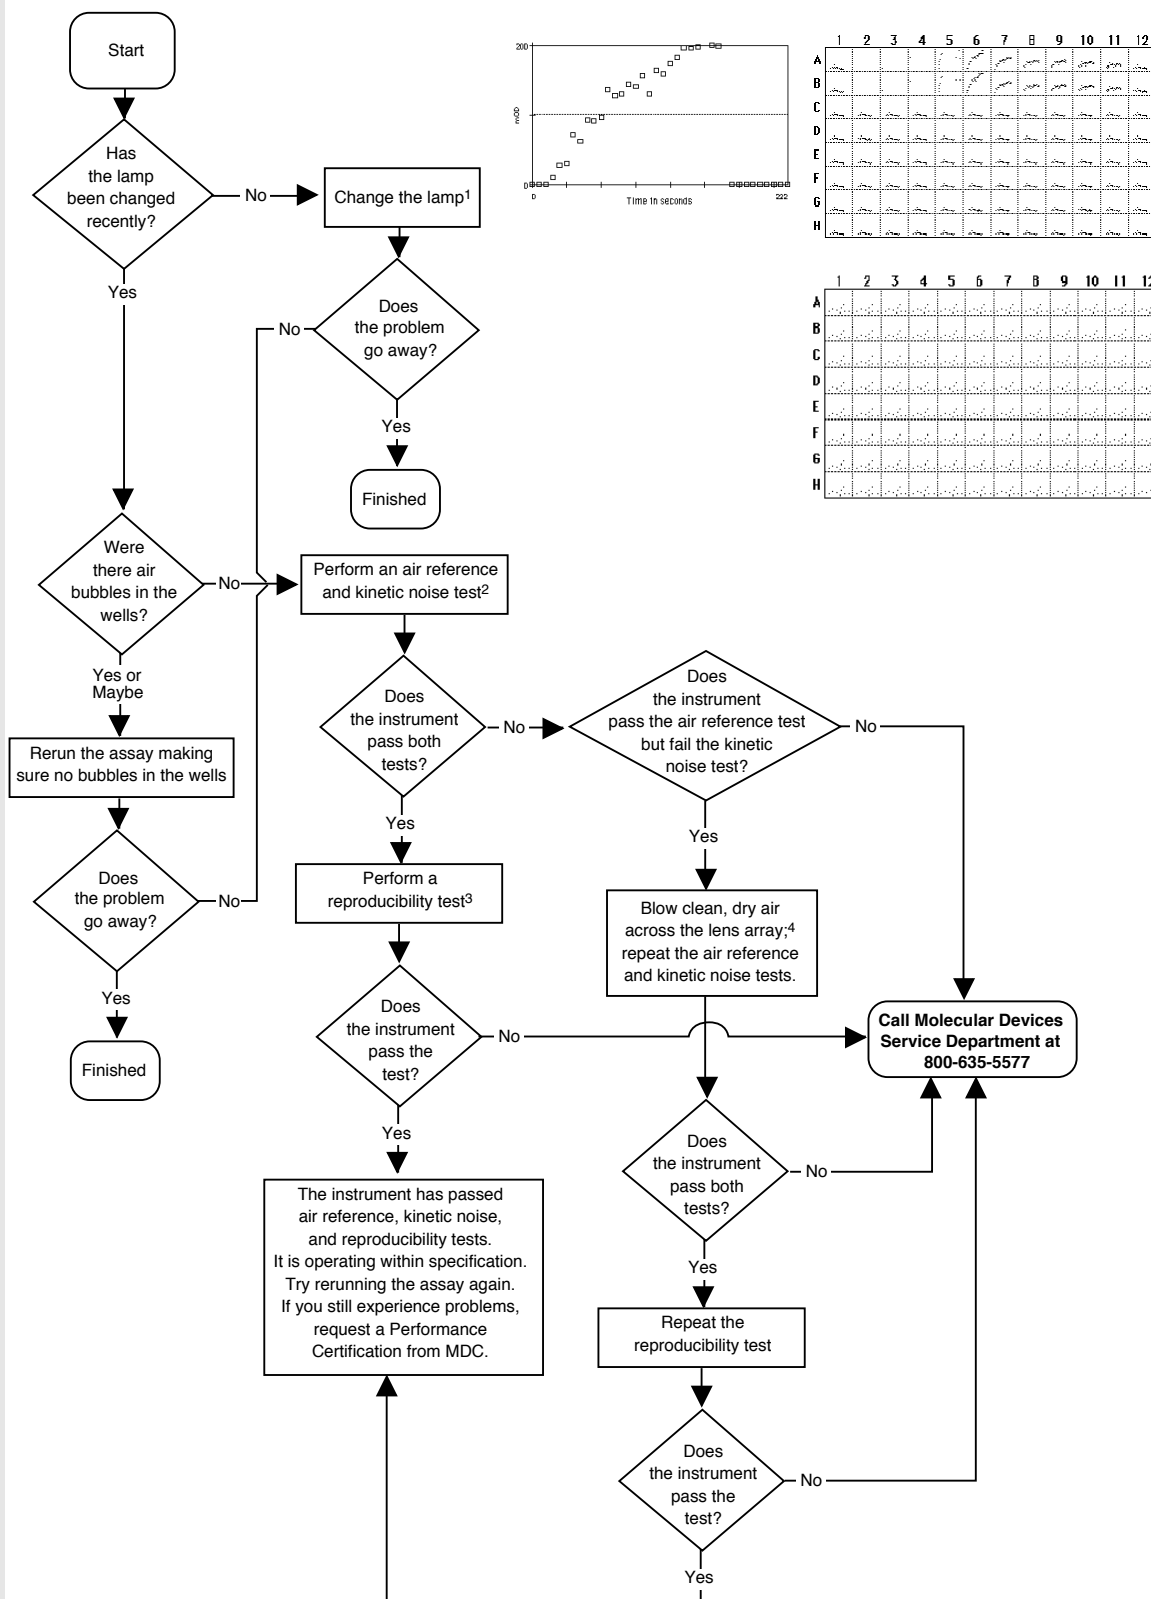 Start
Has
the lamp
been changed
recently?
No
Change the lamp1
Yes
Does
the problem
go away?
No
Yes
Finished
200
mOD
0
0
Time in seconds
222
1 2 3 4 5 6 7 8 9 10 11 12
A
B
C
D
E
F
G
H
1 2 3 4 5 6 7 8 9 10 11 12
A
B
C
D
E
F
G
H
Were
there air
bubbles in the
wells?
No
Yes or
Maybe
Rerun the assay making
sure no bubbles in the wells
Does
the problem
go away?
No
Yes
Finished
Perform an air reference
and kinetic noise test2
Does
the instrument
pass both
tests?
No
Yes
Perform a
reproducibility test3
Does
the instrument
pass the
test?
No
Yes
The instrument has passed
air reference, kinetic noise,
and reproducibility tests.
It is operating within specification.
Try rerunning the assay again.
If you still experience problems,
request a Performance
Certification from MDC.
Does
the instrument
pass the air reference test
but fail the kinetic
noise test?
No
Yes
Blow clean, dry air
across the lens array;4
repeat the air reference
and kinetic noise tests.
Call Molecular Devices
Service Department at
800-635-5577
Does
the instrument
pass both
tests?
No
Yes
Repeat the
reproducibility test
Does
the instrument
pass the
test?
No
Yes